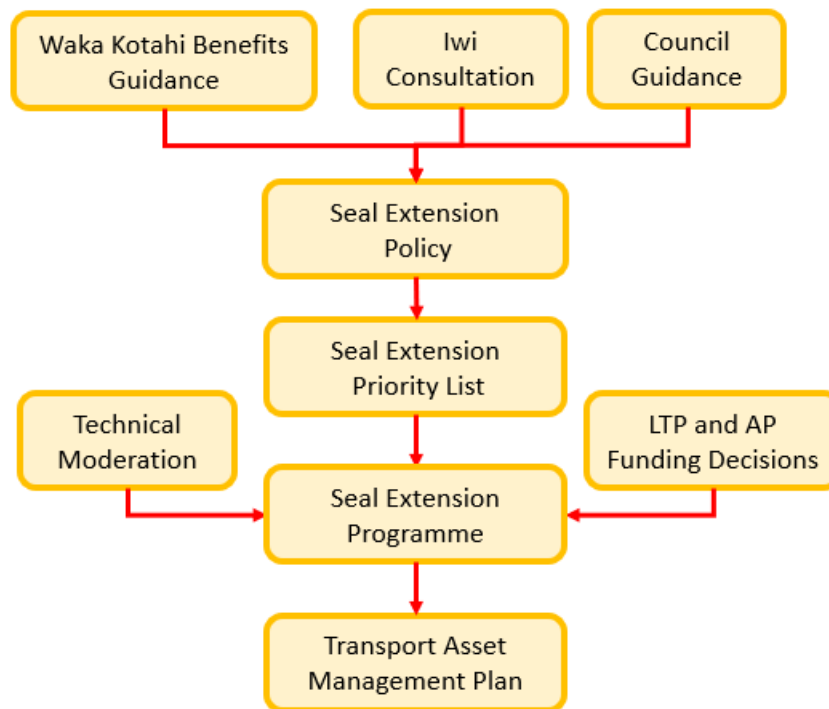 Waka Kotahi Benefits
Guidance
Iwi
Consultation
Council
Guidance
Seal Extension
Policy
Seal Extension
Priority List
Technical
Moderation
LTP and AP
Funding Decisions
Seal Extension
Programme
Transport Asset
Management Plan